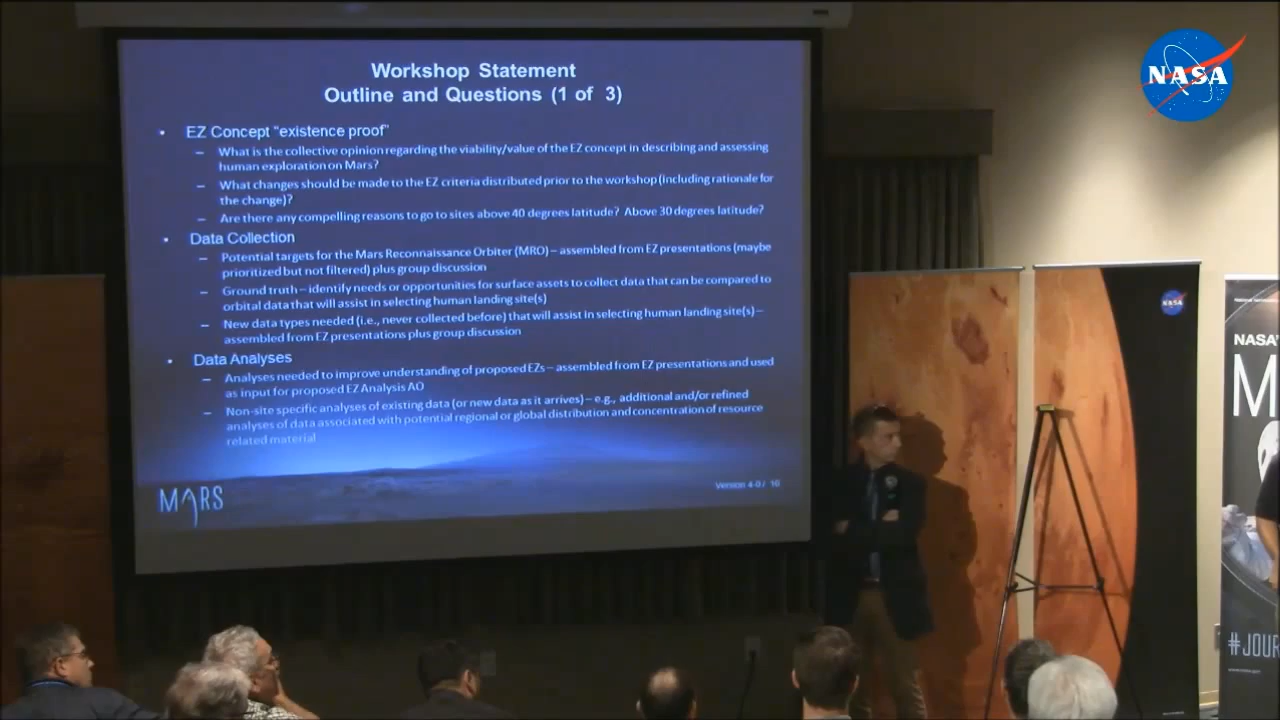 NASA
Workshop Statement
Outline and Questions (1 of 3)
• EZ Concept "existence proof"
– What is the collective opinion regarding the viability/value of the EZ concept in describing and assessing
human exploration on Mars?
– What changes should be made to the EZ criteria distributed prior to the workshop (including rationale for
the change)?
– Are there any compelling reasons to go to sites above 40 degrees latitude? Above 30 degrees latitude?
• Data Collection
– Potential targets for the Mars Reconnaissance Orbiter (MRO) – assembled from EZ presentations (maybe
prioritized but not filtered) plus group discussion
– Ground truth – identify needs or opportunities for surface assets to collect data that can be compared to
orbital data that will assist in selecting human landing site(s)
– New data types needed (i.e., never collected before) that will assist in selecting human landing site(s) –
assembled from EZ presentations plus group discussion
• Data Analyses
– Analyses needed to improve understanding of proposed EZs – assembled from EZ presentations and used
as input for proposed EZ Analysis AO
– Non-site specific analyses of existing data (or new data as it arrives) – e.g., additional and/or refined
analyses of data associated with potential regional or global distribution and concentration of resource
related material
MARS
Version 4-0 / 10
NASA
NASA'
M
#JOUR